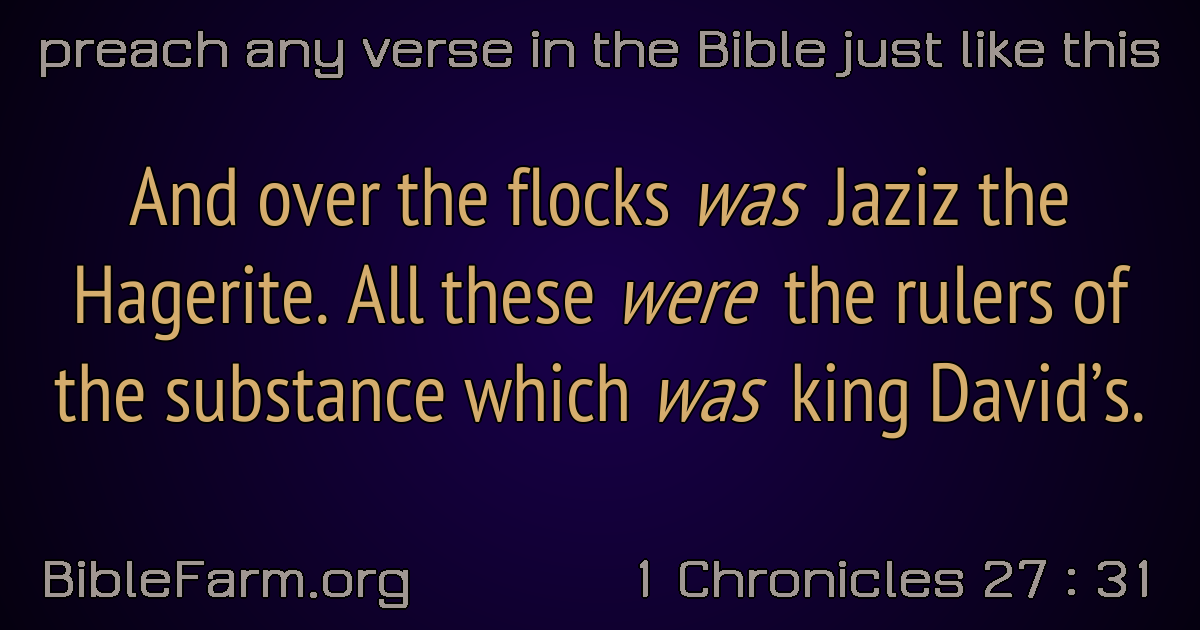 preach any verse in the Bible just like this
And over the flocks was Jaziz the
Hagerite. All these were the rulers of
the substance which was king David’s.
BibleFarm.org
1 Chronicles 27 : 31